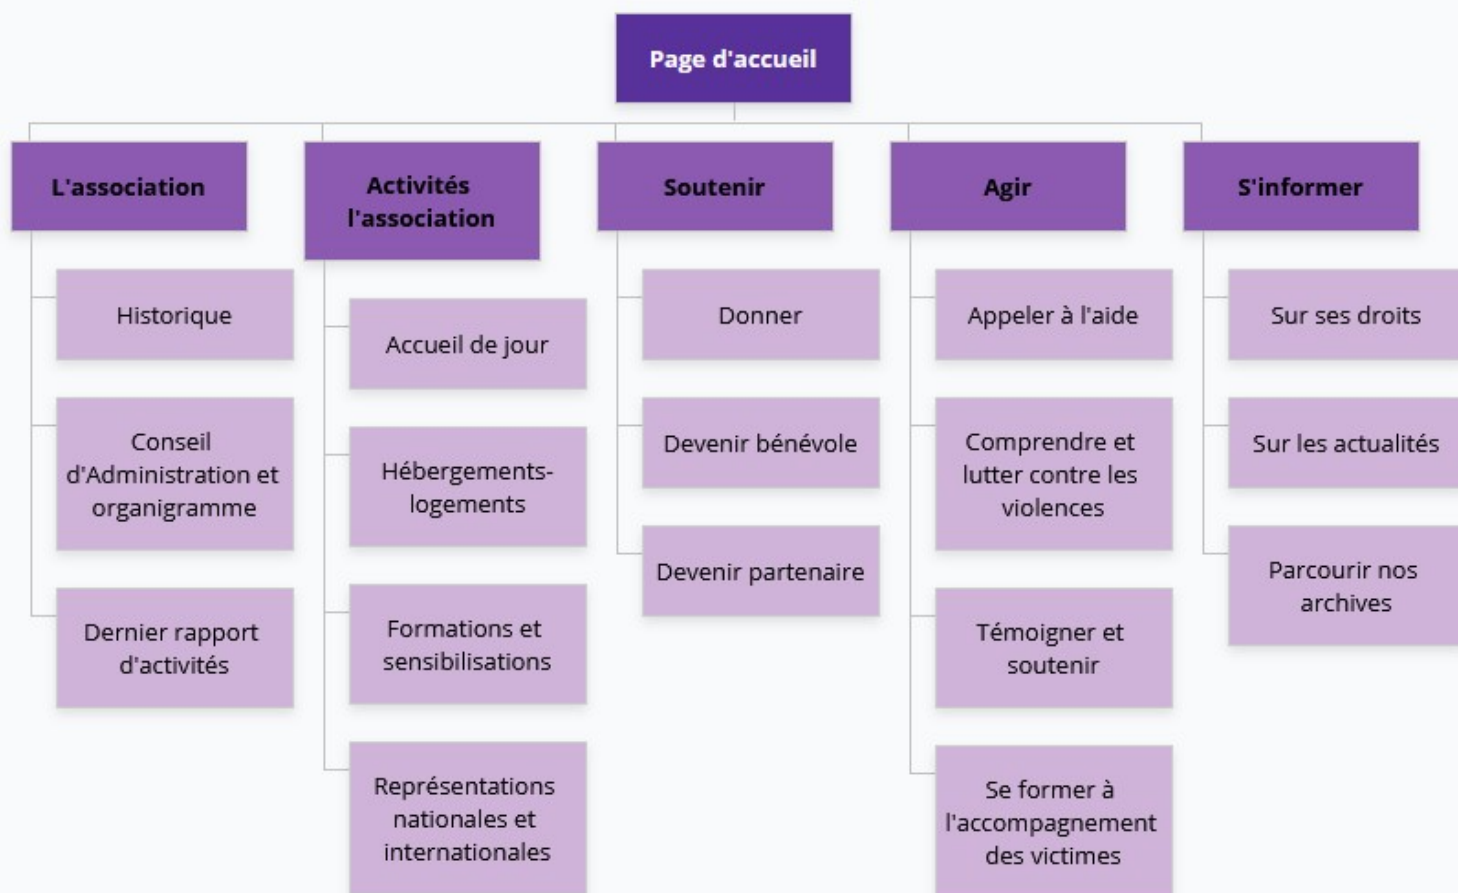 Page d'accueil
L'association
Historique
Conseil
d'Administration et
organigramme
Dernier rapport
d'activités
Activités
l'association
Accueil de jour
Hébergements-
logements
Formations et
sensibilisations
Représentations
nationales et
internationales
Soutenir
Donner
Devenir bénévole
Devenir partenaire
Agir
Appeler à l'aide
Comprendre et
lutter contre les
violences
Témoigner et
soutenir
Se former à
l'accompagnement
des victimes
S'informer
Sur ses droits
Sur les actualités
Parcourir nos
archives